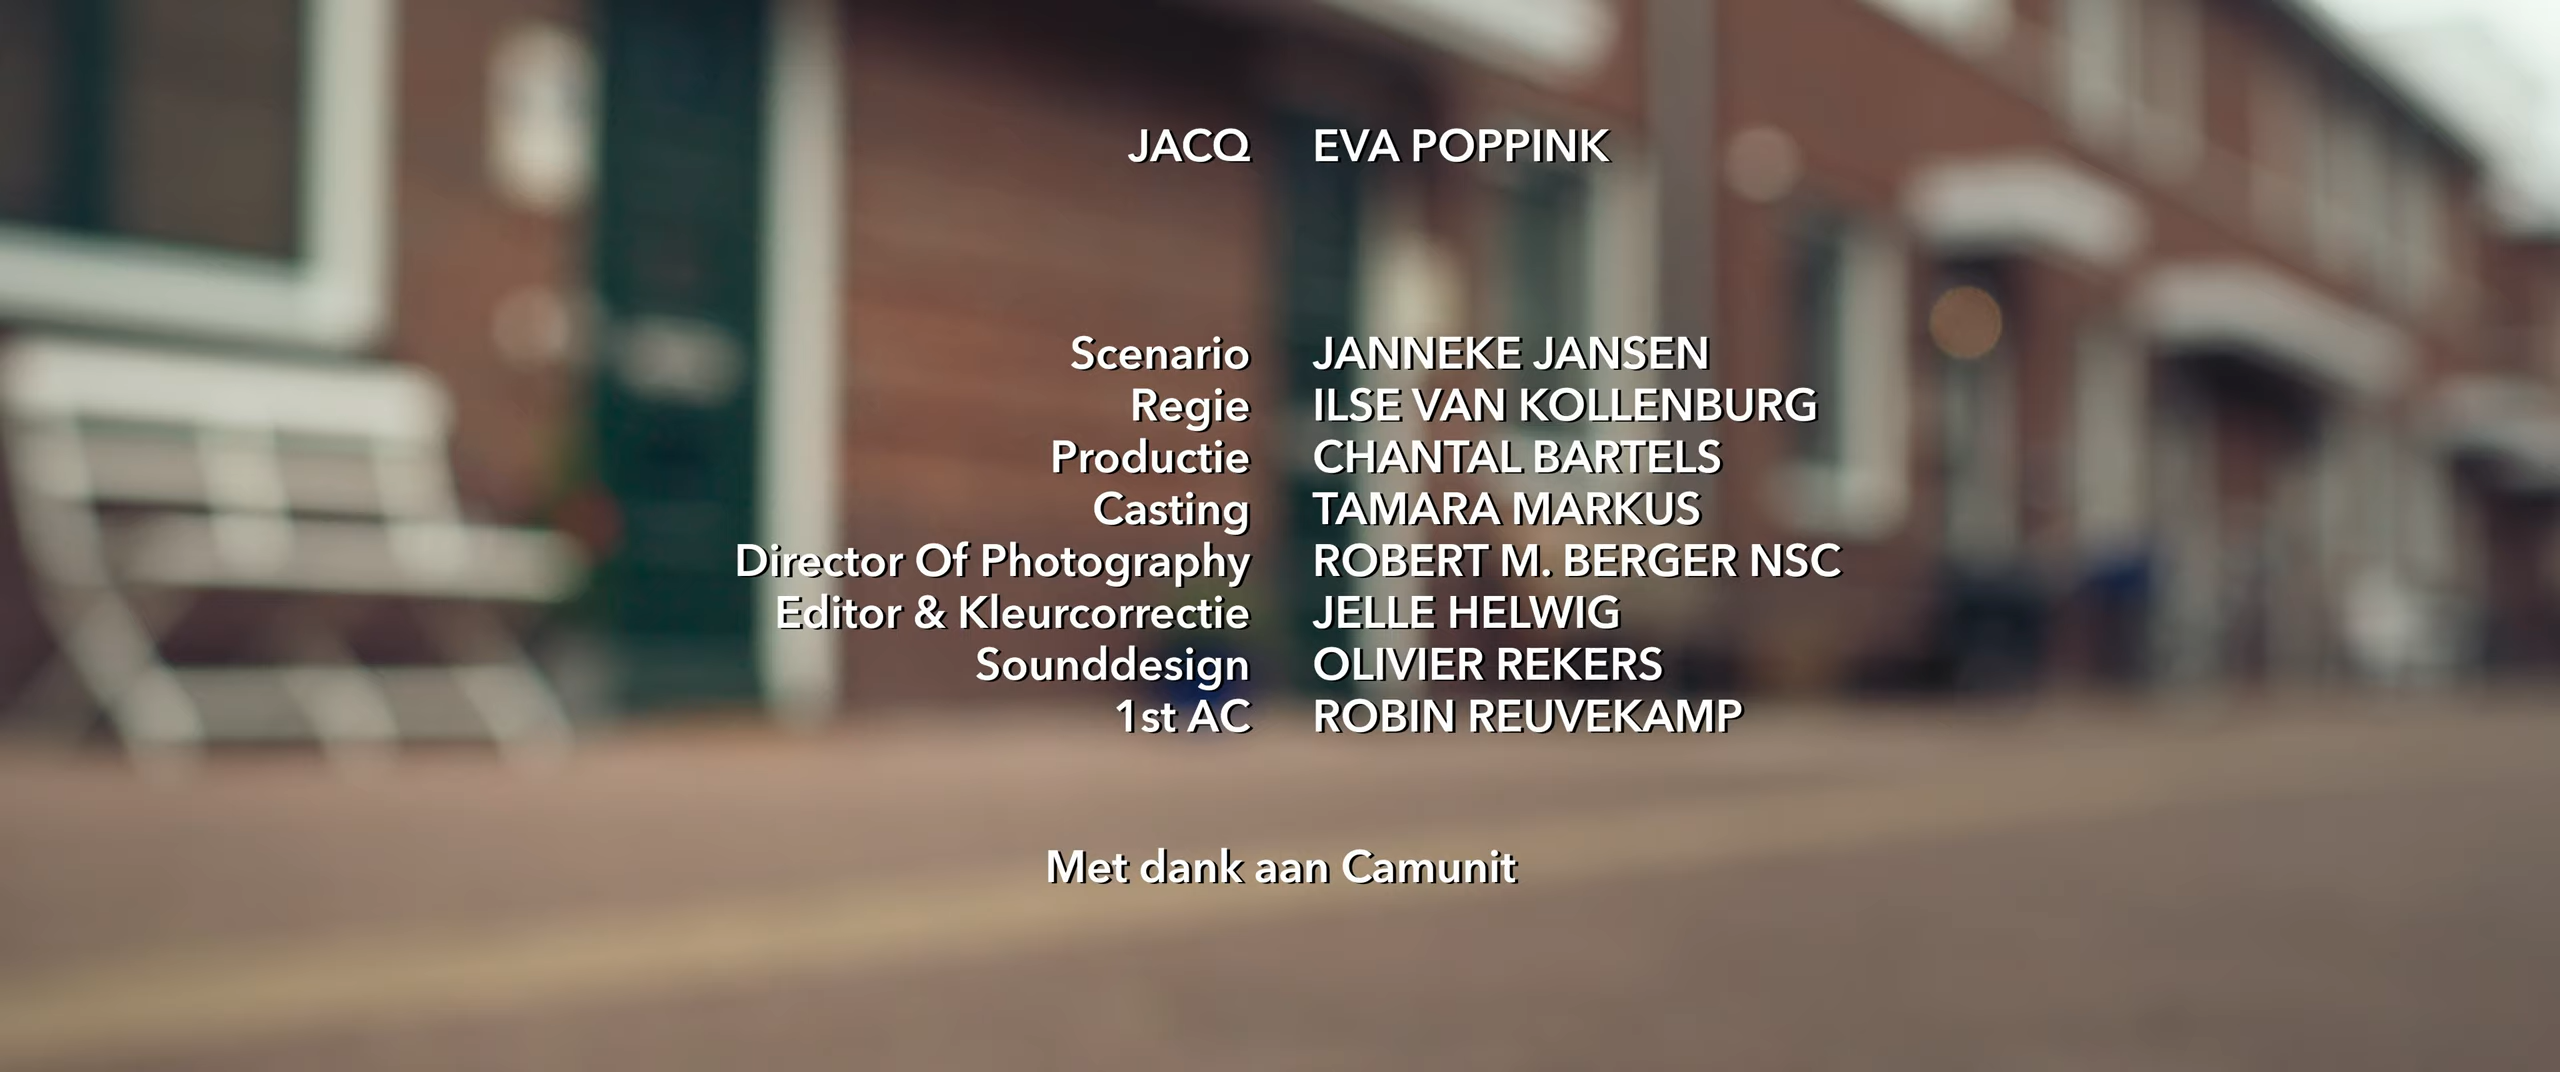 JACQ EVA POPPINK
Scenario JANNEKE JANSEN
Regie ILSE VAN KOLLENBURG
Productie CHANTAL BARTELS
Casting TAMARA MARKUS
Director Of Photography ROBERT M. BERGER NSC
Editor & Kleurcorrectie JELLE HELWIG
Sounddesign OLIVIER REKERS
1st AC ROBIN REUVEKAMP
Met dank aan Camunit